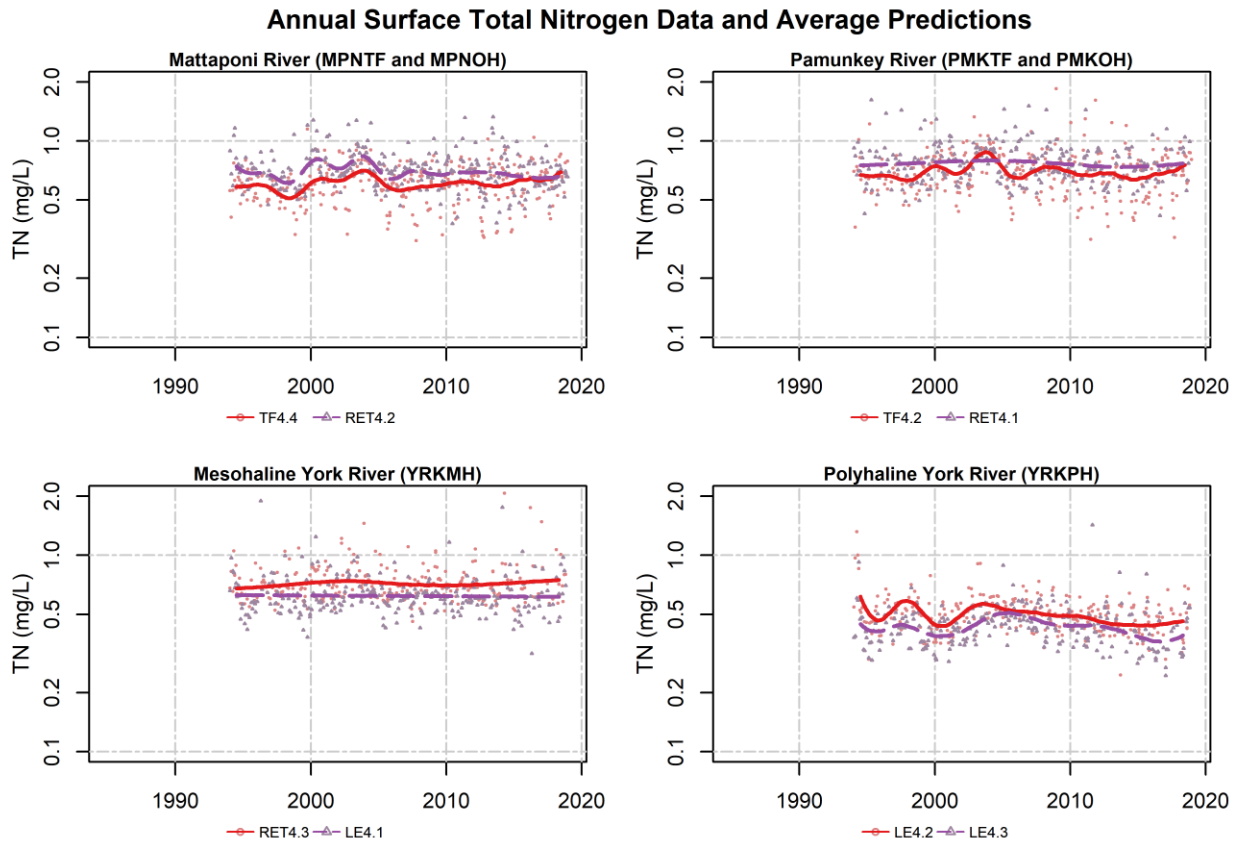 Annual Surface Total Nitrogen Data and Average Predictions
Mattaponi River (MPNTF and MPNOH)
TN (mg/L)
2.0
1.0
0.5
0.2
0.1
1990 2000 2010 2020
TF4.4 RET4.2
Pamunkey River (PMKTF and PMKOH)
TN (mg/L)
2.0
1.0
0.5
0.2
0.1
1990 2000 2010 2020
TF4.2 RET4.1
Mesohaline York River (YRKMH)
TN (mg/L)
2.0
1.0
0.5
0.2
0.1
1990 2000 2010 2020
RET4.3 LE4.1
Polyhaline York River (YRKPH)
TN (mg/L)
2.0
1.0
0.5
0.2
0.1
1990 2000 2010 2020
LE4.2 LE4.3